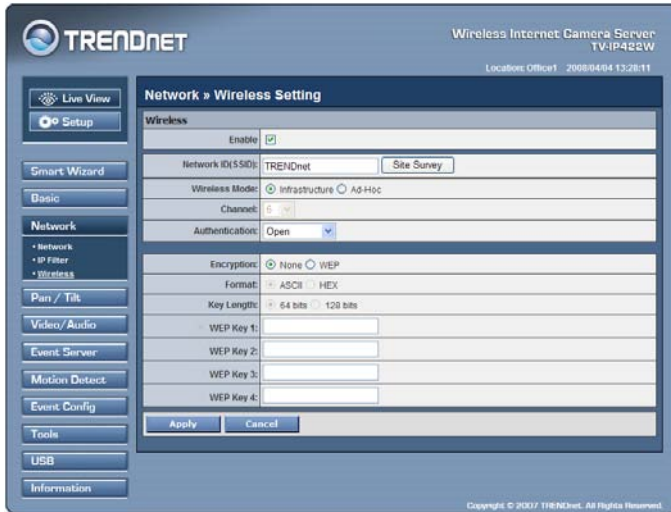 TRENDNET
Wireless Internet Camera Server
TV-IP422W
Location: Office1 2008/04/04 13:28:11
Live View
Setup
Smart Wizard
Basic
Network
• Network
• IP Filter
• Wireless
Pan / Tilt
Video/Audio
Event Server
Motion Detect
Event Config
Tools
USB
Information
Network » Wireless Setting
Wireless
Enable
Network ID(SSID): TRENDnet Site Survey
Wireless Mode: Infrastructure Ad-Hoc
Channel: 6
Authentication: Open
Encryption: None WEP
Format: ASCII HEX
Key Length: 64 bits 128 bits
WEP Key 1:
WEP Key 2:
WEP Key 3:
WEP Key 4:
Apply Cancel
Copyright © 2007 TRENDnet. All Rights Reserved.